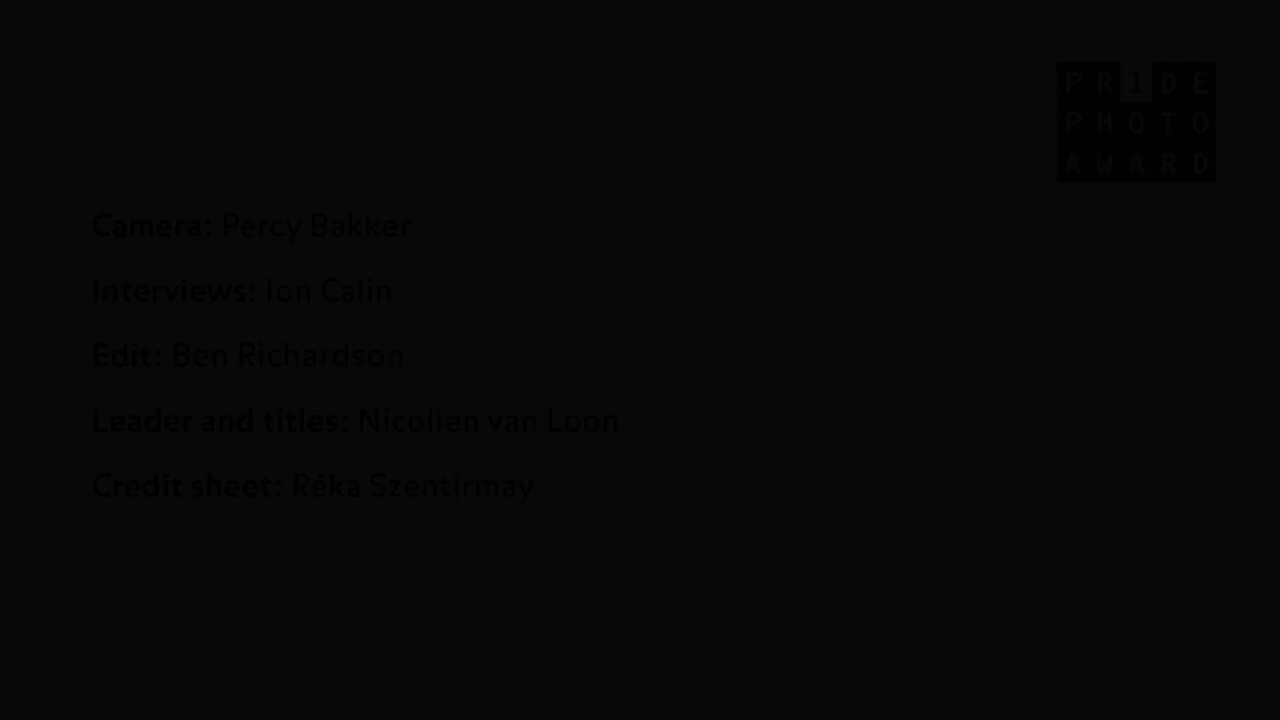 PRIDE
PHOTO
AWARD
Camera: Percy Bakker
Interviews: Ion Calin
Edit: Ben Richardson
Leader and titles: Nicolien van Loon
Credit sheet: Réka Szentirmay